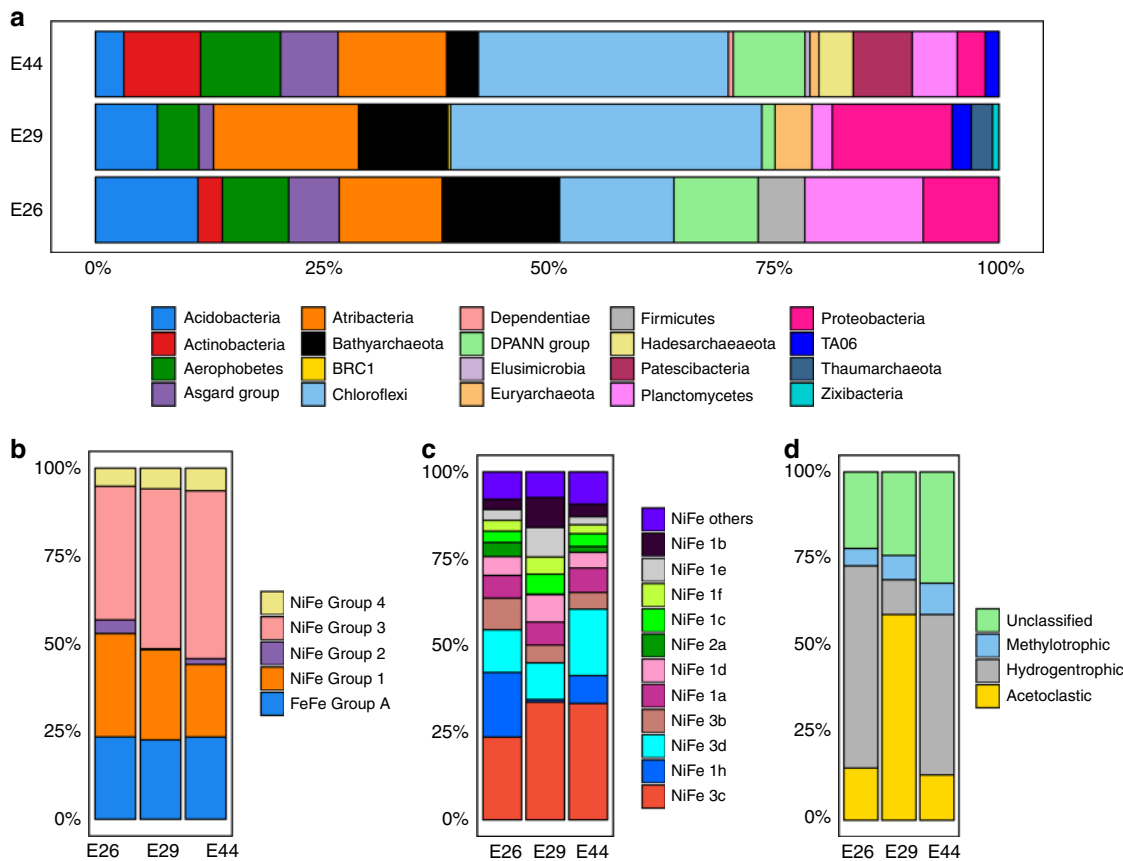 a
E44
E29
E26
0% 25% 50% 75% 100%
Acidobacteria Atribacteria Dependentiae Firmicutes Proteobacteria
Actinobacteria Bathyarchaeota DPANN group Hadesarchaeaeota TA06
Aerophobetes BRC1 Elusimicrobia Patescibacteria Thaumarchaeota
Asgard group Chloroflexi Euryarchaeota Planctomycetes Zixibacteria
b
100%
75%
50%
25%
0%
E26 E29 E44
NiFe Group 4
NiFe Group 3
NiFe Group 2
NiFe Group 1
FeFe Group A
c
100%
75%
50%
25%
0%
E26 E29 E44
NiFe others
NiFe 1b
NiFe 1e
NiFe 1f
NiFe 1c
NiFe 2a
NiFe 1d
NiFe 1a
NiFe 3b
NiFe 3d
NiFe 1h
NiFe 3c
d
100%
75%
50%
25%
0%
E26 E29 E44
Unclassified
Methylotrophic
Hydrogentrophic
Acetoclastic